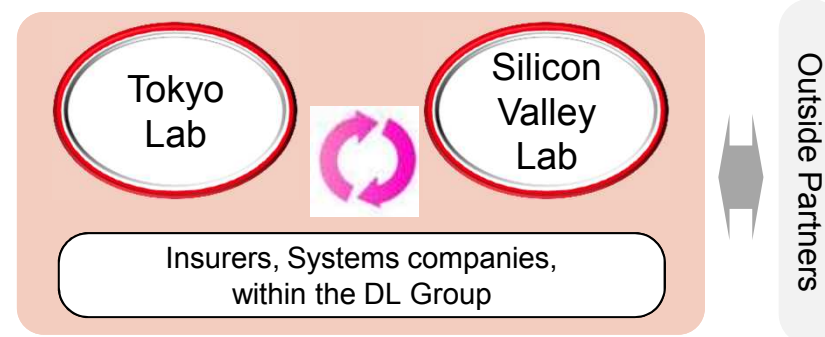 Tokyo
Lab
Silicon
Valley
Lab
Insurers, Systems companies,
within the DL Group
Outside Partners